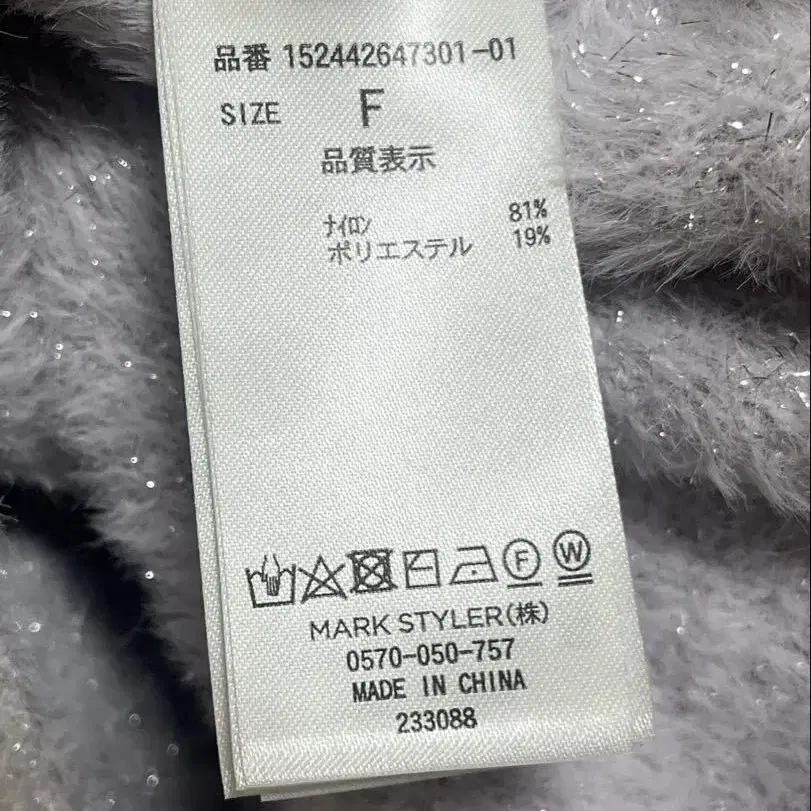 品番 152442647301-01
SIZE F
品質表示
ﾅｲﾛﾝ 81%
ポリエステル 19%
F W
MARK STYLER(株)
0570-050-757
MADE IN CHINA
233088